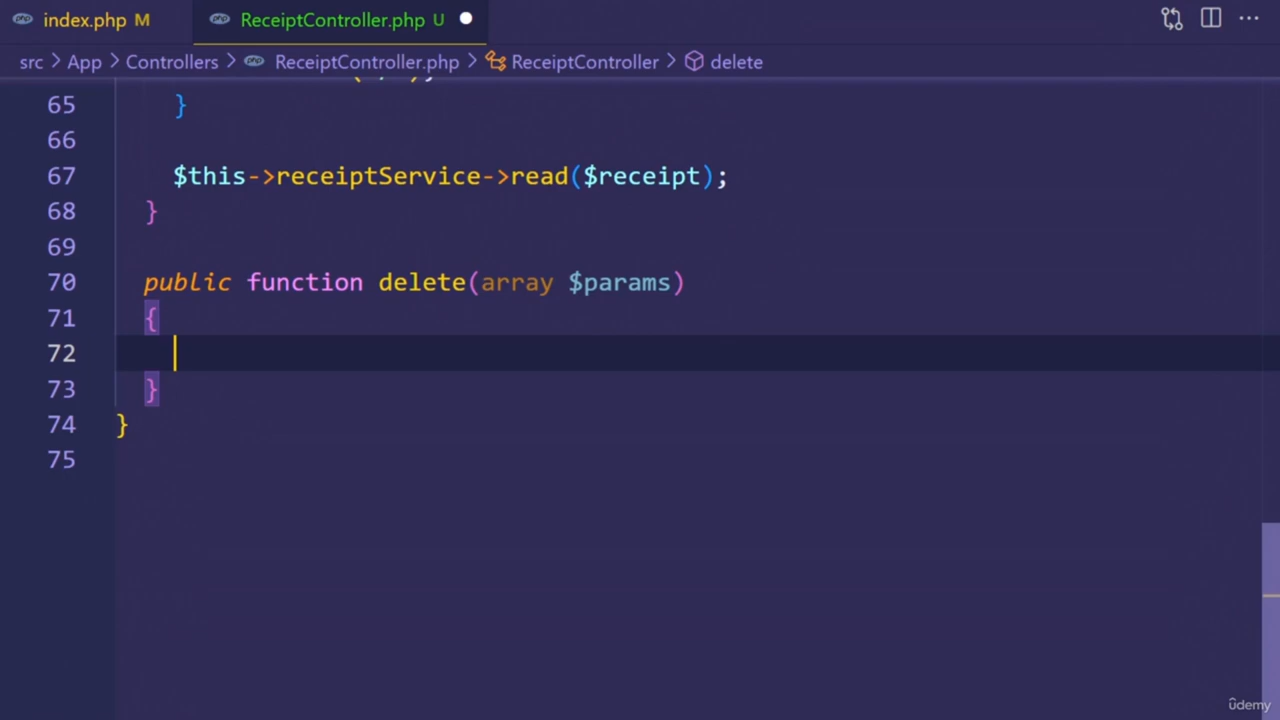 index.php M ReceiptController.php U
src > App > Controllers > ReceiptController.php > ReceiptController > delete
65 }
66
67 $this->receiptService->read($receipt);
68 }
69
70 public function delete(array $params)
71 {
72
73 }
74 }
75
ûdemy